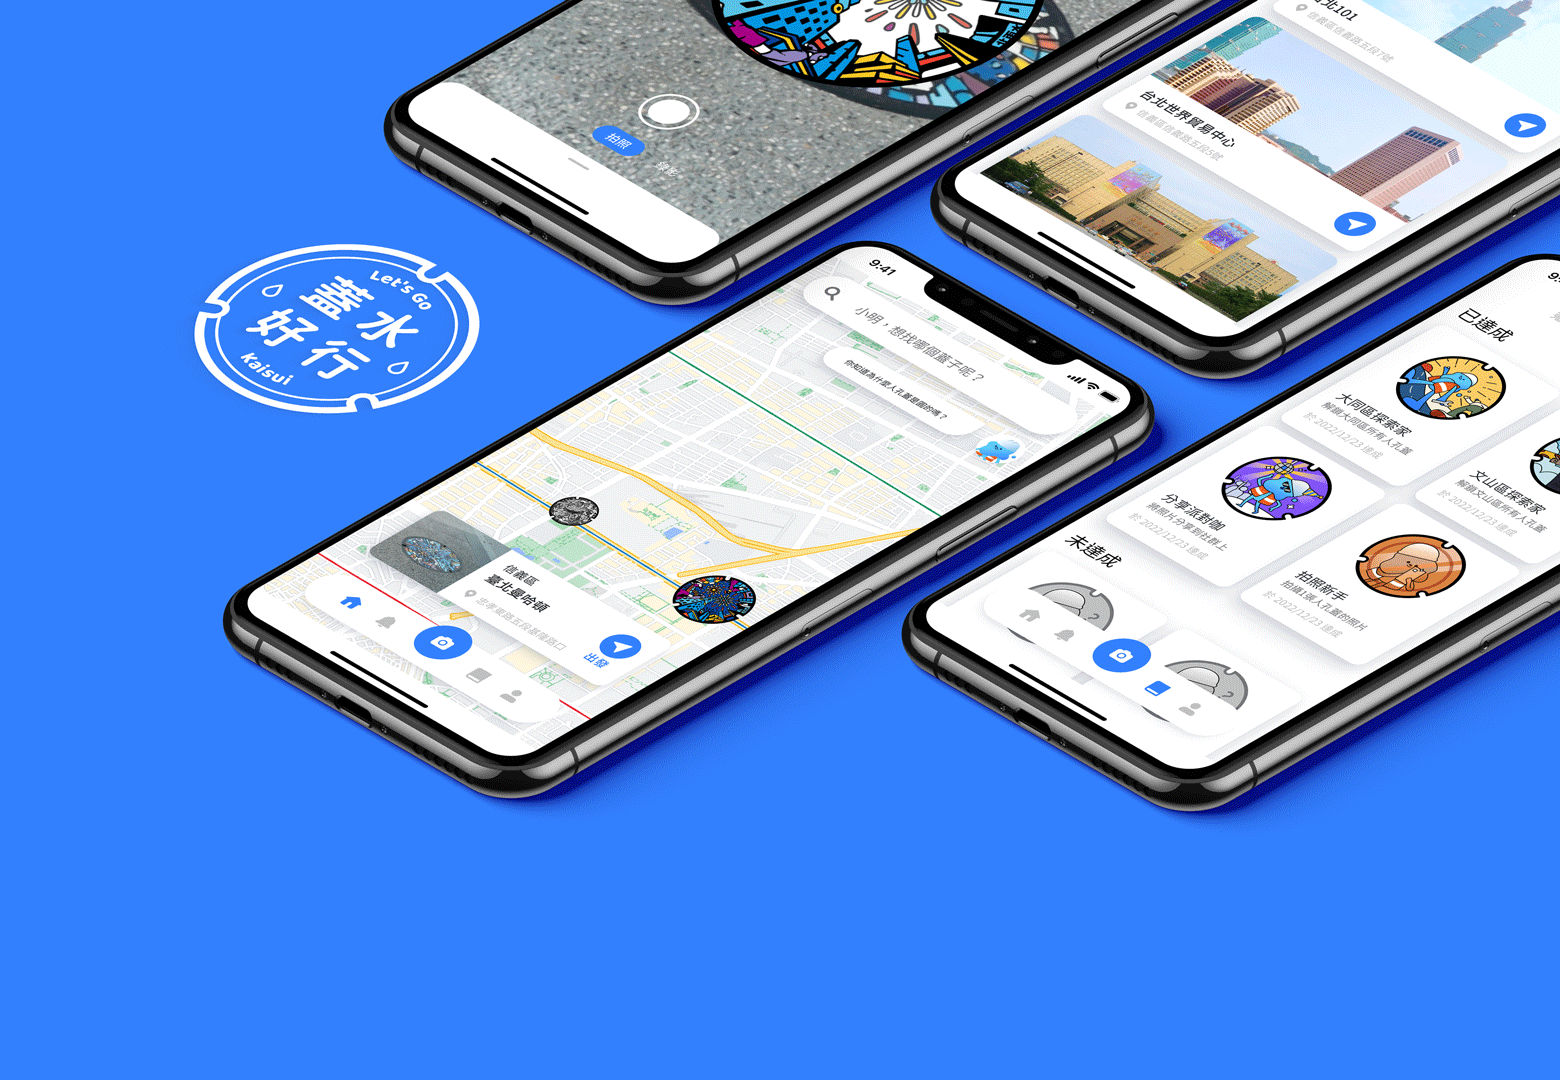 Let's Go
蓋水
好行
Kaisui
拍照
台北101
信義區信義路五段7號
台北世界貿易中心
信義區信義路五段5號
9:41
小明，想找哪個蓋子呢？
你知道為什麼人孔蓋是圓的嗎？
信義區
臺北曼哈頓
忠孝東路五段基隆路口
出發
已達成
大同區探索家
解鎖大同區所有人孔蓋
於 2022/12/23 達成
文山區探索家
解鎖文山區所有人孔蓋
於 2022/12/23 達成
分享派對咖
將照片分享到社群上
於 2022/12/23 達成
拍照新手
拍攝1張人孔蓋的照片
於 2022/12/23 達成
未達成